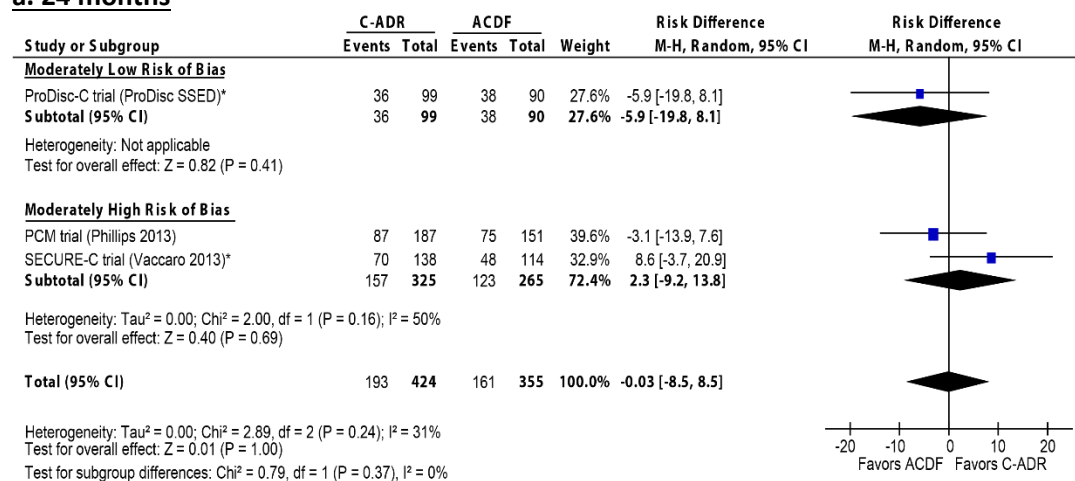 a. 24 months
C-ADR ACDF Risk Difference Risk Difference
Study or Subgroup Events Total Events Total Weight M-H, Random, 95% CI M-H, Random, 95% CI
Moderately Low Risk of Bias
ProDisc-C trial (ProDisc SSED)* 36 99 38 90 27.6% -5.9 [-19.8, 8.1]
Subtotal (95% CI) 36 99 38 90 27.6% -5.9 [-19.8, 8.1]
Heterogeneity: Not applicable
Test for overall effect: Z = 0.82 (P = 0.41)
Moderately High Risk of Bias
PCM trial (Phillips 2013) 87 187 75 151 39.6% -3.1 [-13.9, 7.6]
SECURE-C trial (Vaccaro 2013)* 70 138 48 114 32.9% 8.6 [-3.7, 20.9]
Subtotal (95% CI) 157 325 123 265 72.4% 2.3 [-9.2, 13.8]
Heterogeneity: Tau² = 0.00; Chi² = 2.00, df = 1 (P = 0.16); I² = 50%
Test for overall effect: Z = 0.40 (P = 0.69)
Total (95% CI) 193 424 161 355 100.0% -0.03 [-8.5, 8.5]
Heterogeneity: Tau² = 0.00; Chi² = 2.89, df = 2 (P = 0.24); I² = 31%
Test for overall effect: Z = 0.01 (P = 1.00)
Test for subgroup differences: Chi² = 0.79, df = 1 (P = 0.37), I² = 0%
-20 -10 0 10 20
Favors ACDF Favors C-ADR